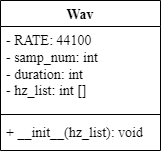 Wav
- RATE: 44100
- samp_num: int
- duration: int
- hz_list: int []
+ __init__(hz_list): void